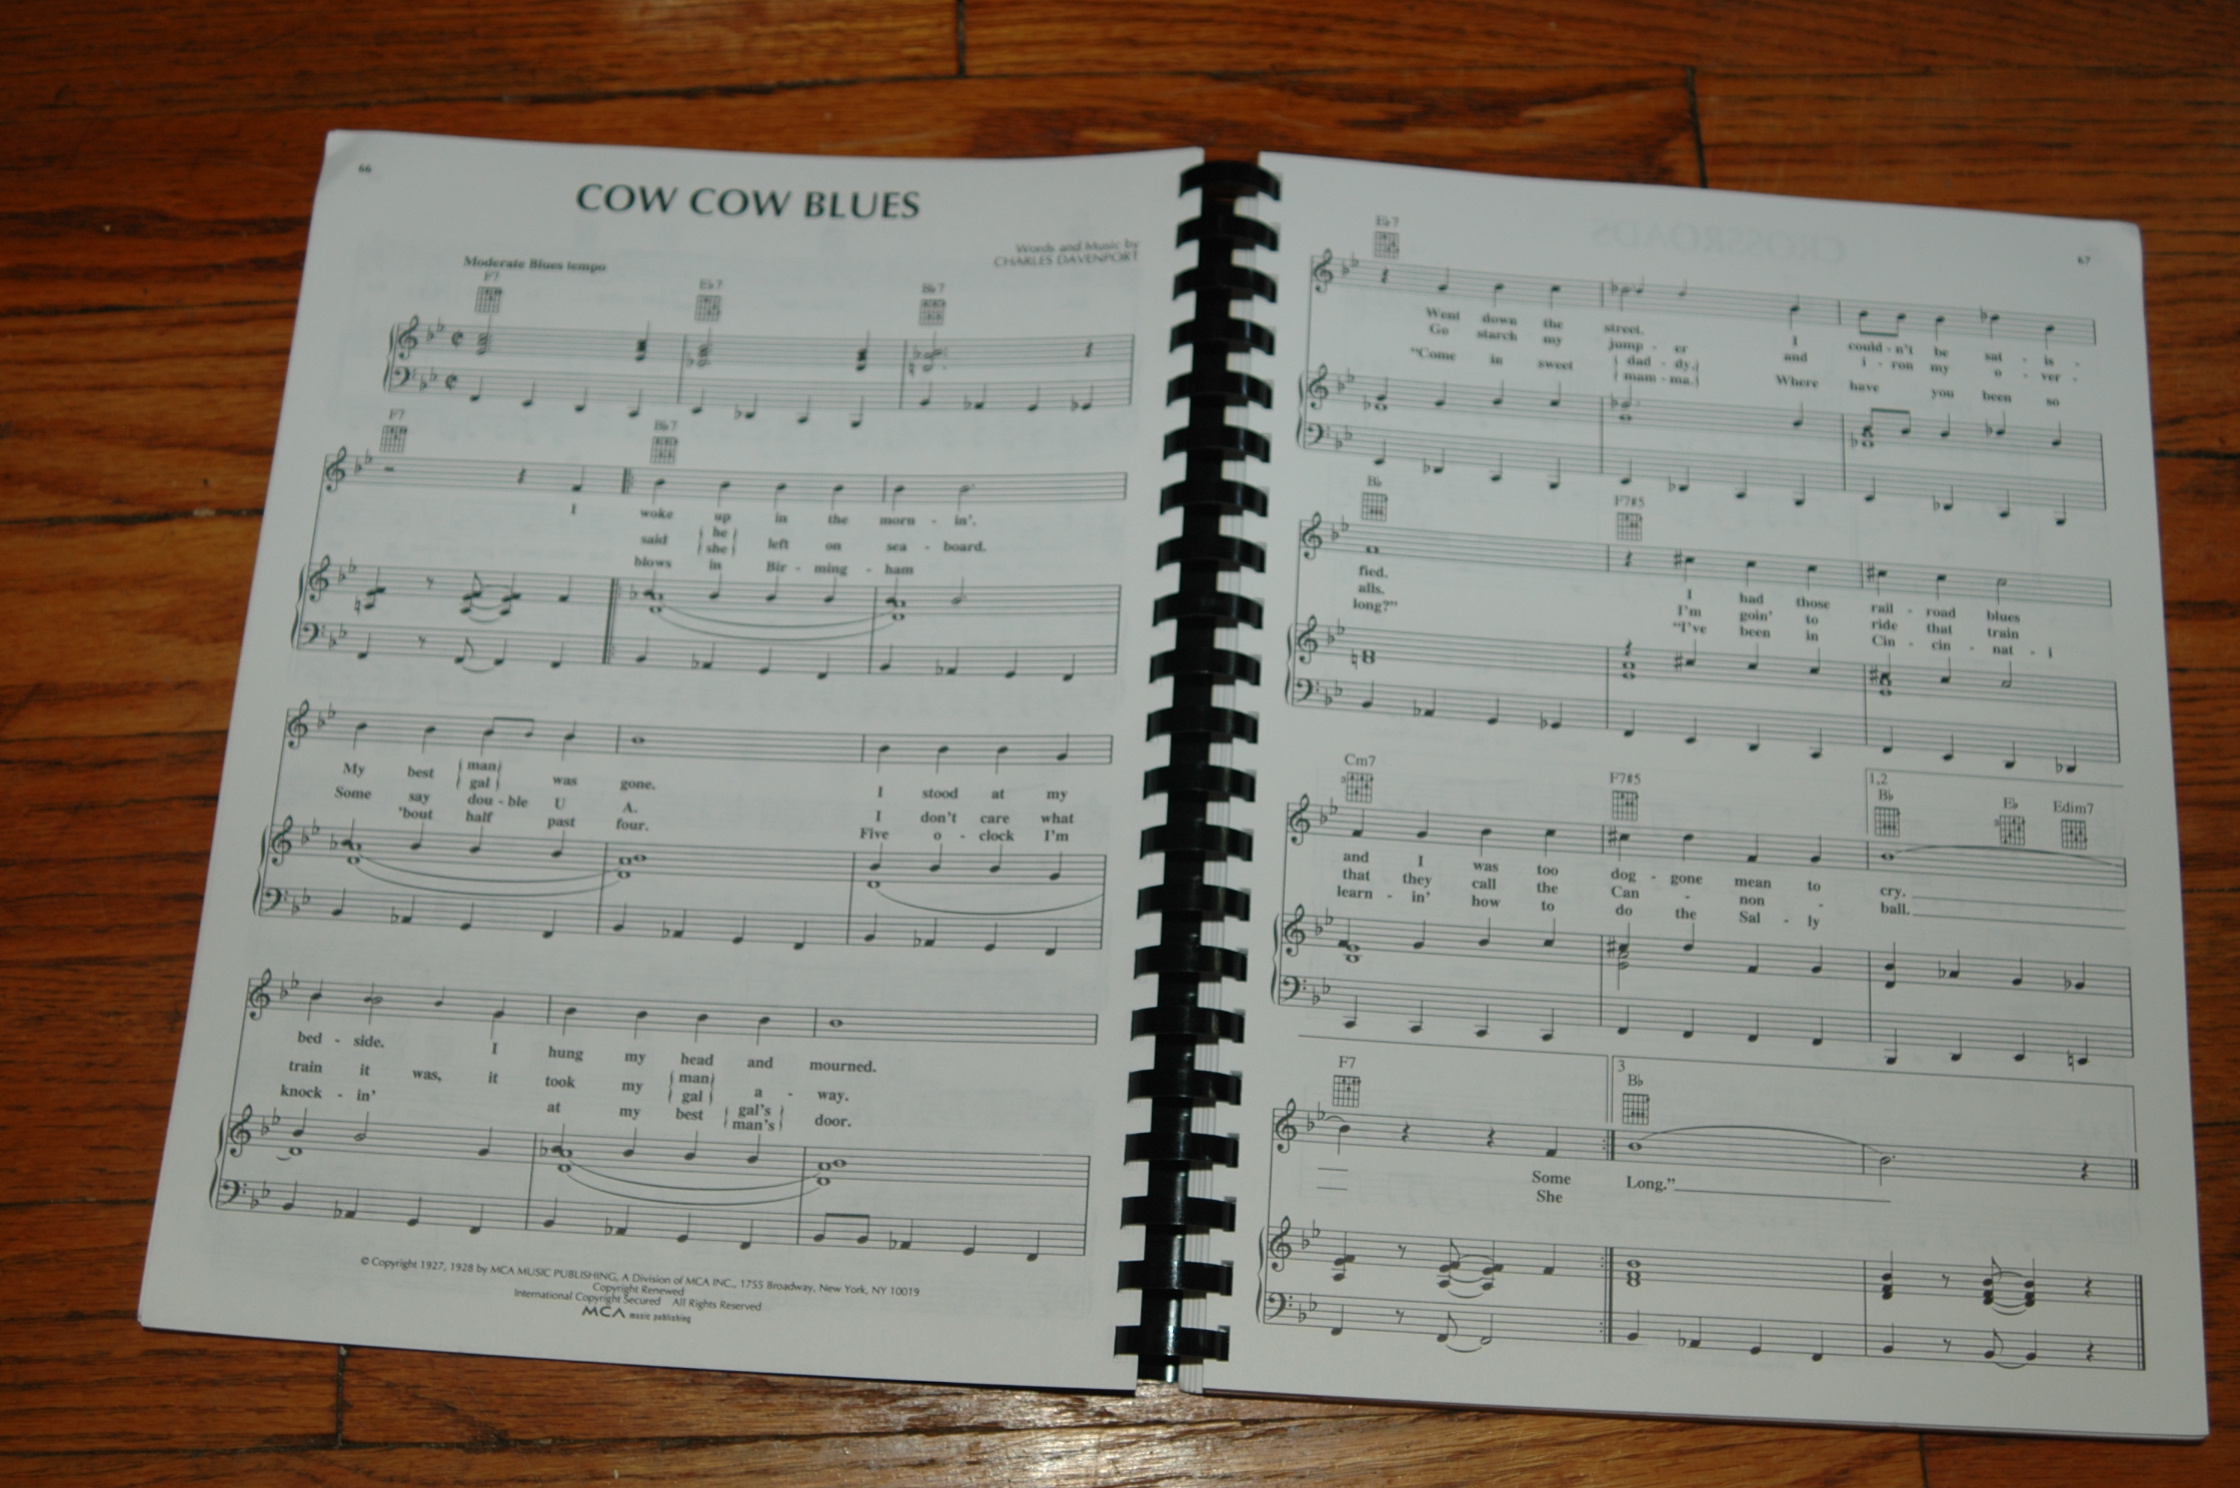 66
COW COW BLUES
Words and Music by
CHARLES DAVENPORT
Moderate Blues tempo
F7 E♭7 B♭7
F7 B♭7
I woke up in the morn - in'.
said { he left on sea - board.
{ she }
blows in Bir - ming - ham
My best { man } was gone. I stood at my
{ gal }
Some say dou - ble U A. I don't care what
'bout half past four. Five o - clock I'm
bed - side. I hung my head and mourned.
train it was, it took my { man } a - way.
{ gal }
knock - in' at my best { gal's } door.
{ man's }
© Copyright 1927, 1928 by MCA MUSIC PUBLISHING, A Division of MCA INC., 1755 Broadway, New York, NY 10019
Copyright Renewed
International Copyright Secured All Rights Reserved
MCA music publishing
CROSSROADS
67
E♭7
Went down the street. I could - n't be sat - is -
Go starch my jump - er and i - ron my o - ver -
"Come in sweet { dad - dy. } Where have you been so
{ mam - ma. }
B♭ F7♯5
fied. I had those rail - road blues
alls. I'm goin' to ride that train
long?" "I've been in Cin - cin - nat - i
Cm7 F7♯5 1,2 B♭ E♭ Edim7
3 3
and I was too dog - gone mean to cry.
that they call the Can - non - ball.
learn - in' how to do the Sal - ly
F7 3 B♭
Some Long."
She